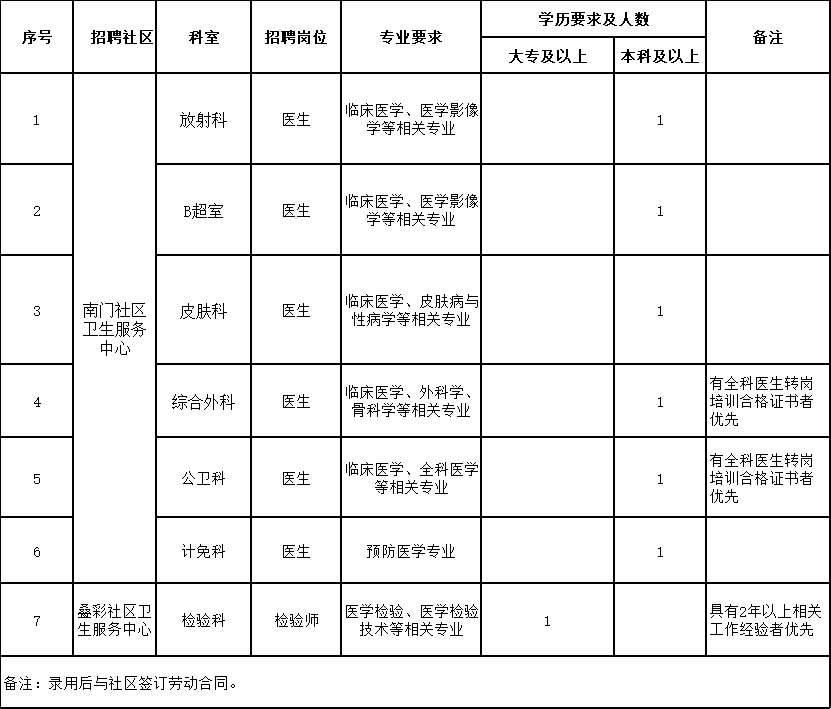 序号
招聘社区
科室
招聘岗位
专业要求
学历要求及人数
备注
大专及以上
本科及以上
1
南门社区
卫生服务
中心
放射科
医生
临床医学、医学影像
学等相关专业
1
2
B超室
医生
临床医学、医学影像
学等相关专业
1
3
皮肤科
医生
临床医学、皮肤病与
性病学等相关专业
1
4
综合外科
医生
临床医学、外科学、
骨科学等相关专业
1
有全科医生转岗
培训合格证书者
优先
5
公卫科
医生
临床医学、全科医学
等相关专业
1
有全科医生转岗
培训合格证书者
优先
6
计免科
医生
预防医学专业
1
7
叠彩社区卫
生服务中心
检验科
检验师
医学检验、医学检验
技术等相关专业
1
具有2年以上相关
工作经验者优先
备注：录用后与社区签订劳动合同。